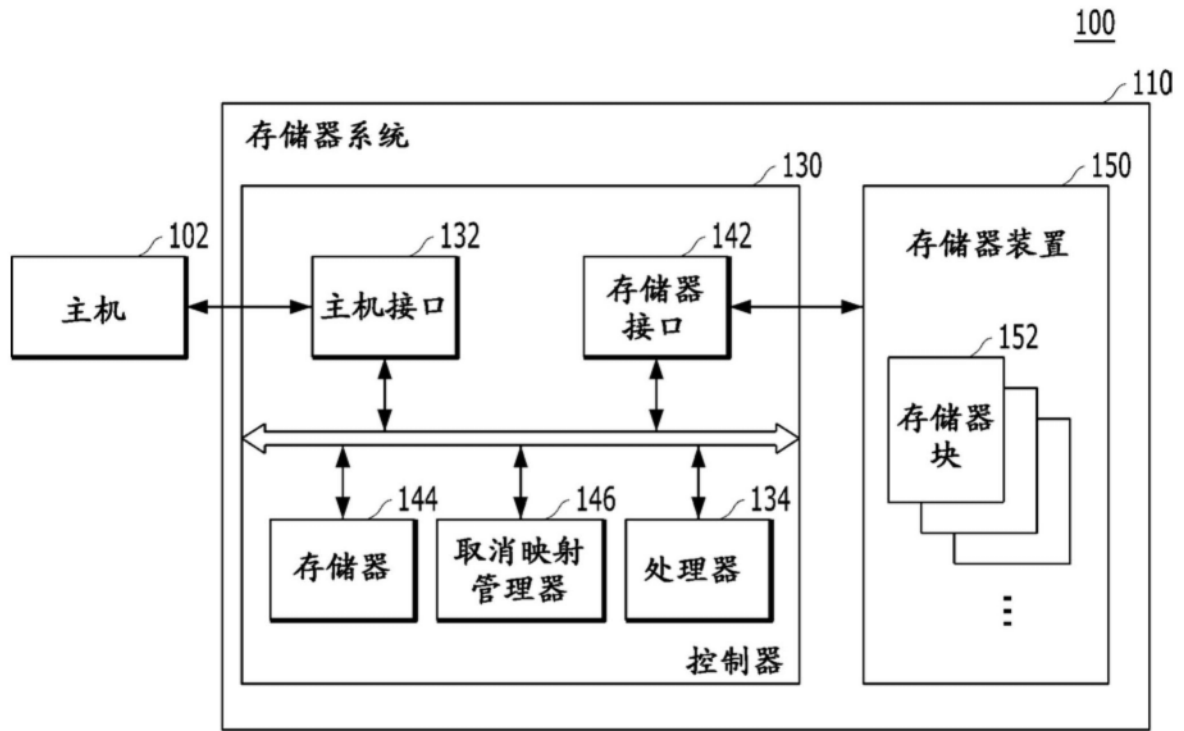 100
110
存储器系统
130
150
102
132
142
存储器装置
主机
主机接口
存储器
接口
152
存储器
块
144
146
134
存储器
取消映射
管理器
处理器
控制器